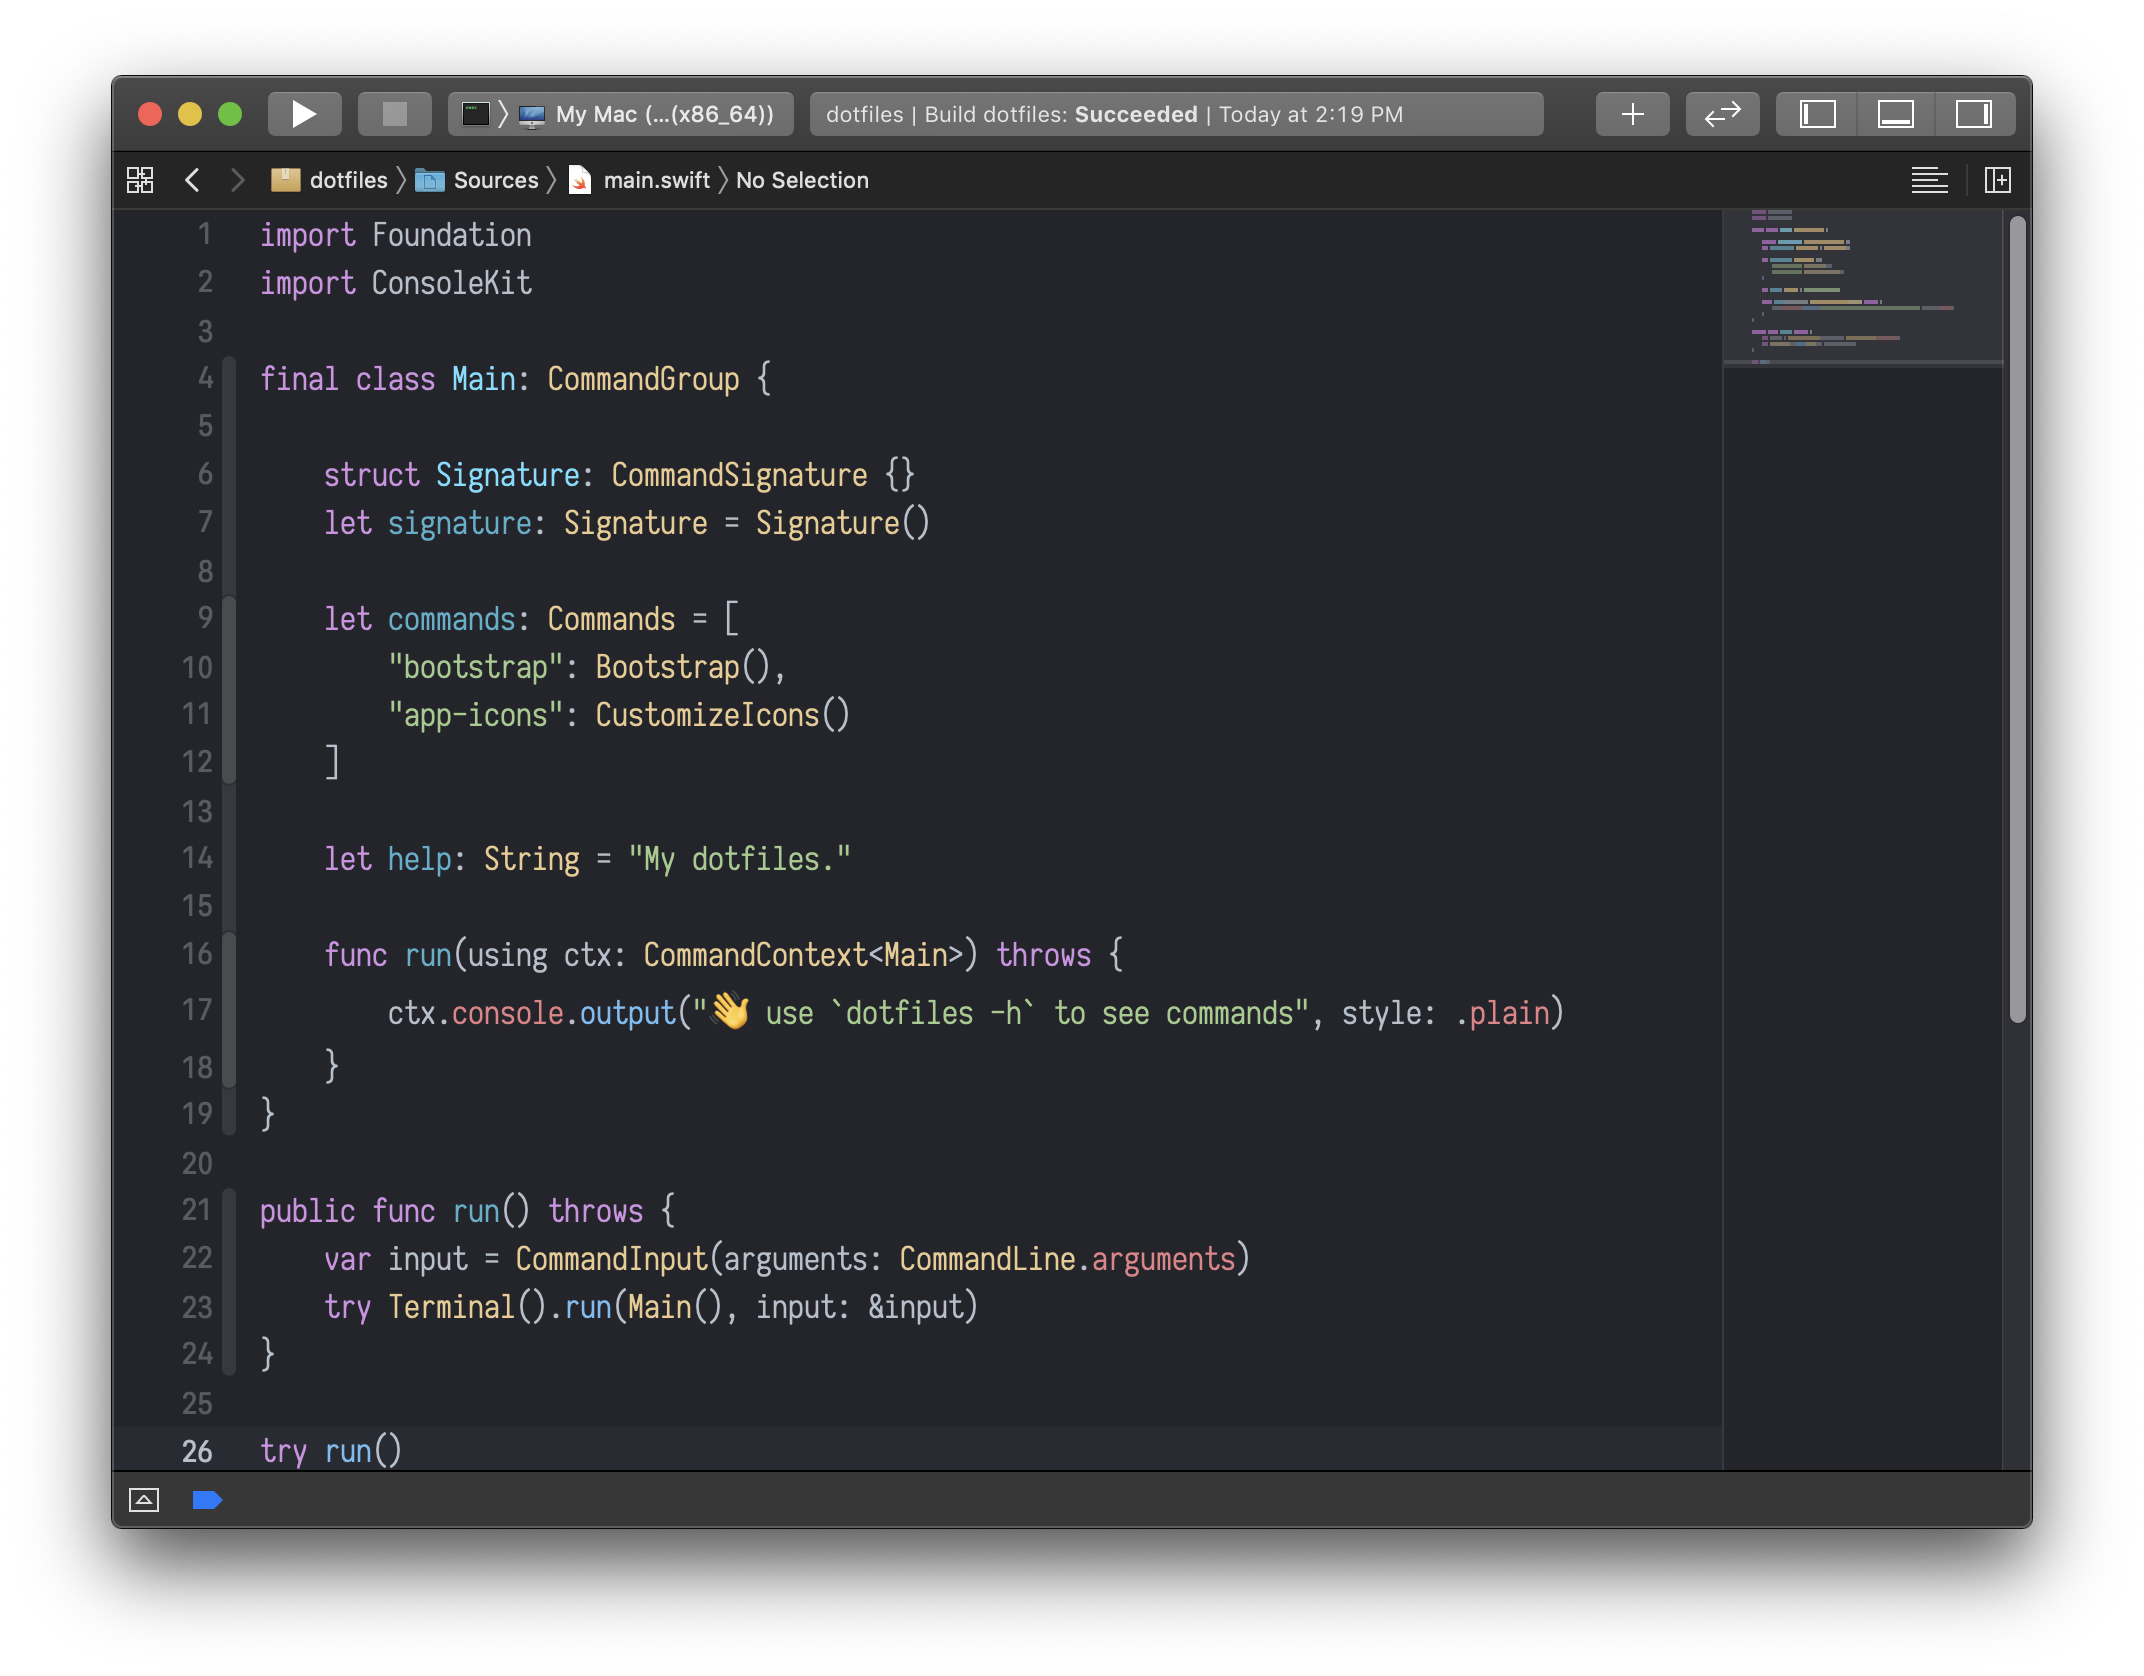 My Mac (...(x86_64))
dotfiles | Build dotfiles: Succeeded | Today at 2:19 PM
dotfiles 〉 Sources 〉 main.swift 〉 No Selection
1 import Foundation
2 import ConsoleKit
3
4 final class Main: CommandGroup {
5
6     struct Signature: CommandSignature {}
7     let signature: Signature = Signature()
8
9     let commands: Commands = [
10         "bootstrap": Bootstrap(),
11         "app-icons": CustomizeIcons()
12     ]
13
14     let help: String = "My dotfiles."
15
16     func run(using ctx: CommandContext<Main>) throws {
17         ctx.console.output("👋 use `dotfiles -h` to see commands", style: .plain)
18     }
19 }
20
21 public func run() throws {
22     var input = CommandInput(arguments: CommandLine.arguments)
23     try Terminal().run(Main(), input: &input)
24 }
25
26 try run()